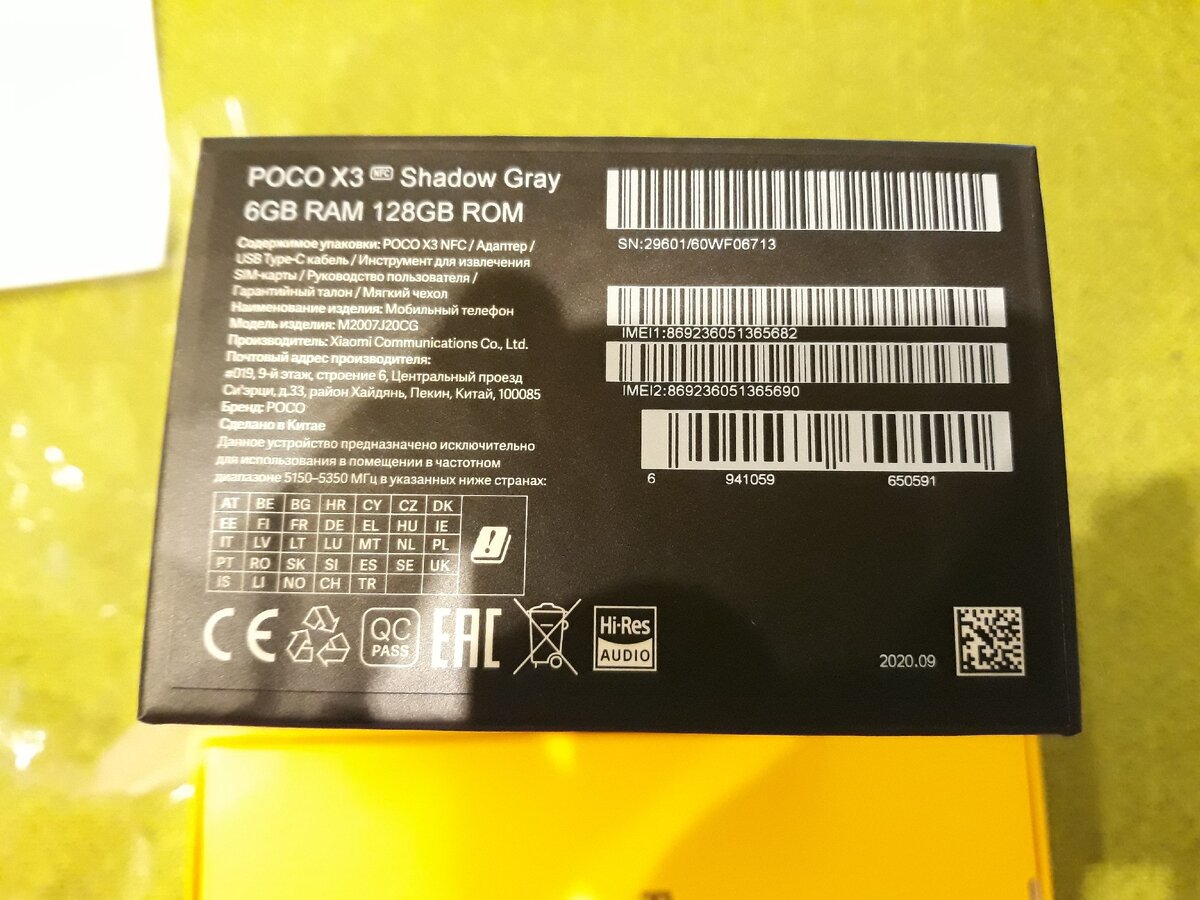 POCO X3 NFC Shadow Gray
6GB RAM 128GB ROM
Содержимое упаковки: POCO X3 NFC / Адаптер /
USB Type-C кабель / Инструмент для извлечения
SIM-карты / Руководство пользователя /
Гарантийный талон / Мягкий чехол
Наименование изделия: Мобильный телефон
Модель изделия: M2007J20CG
Производитель: Xiaomi Communications Co., Ltd.
Почтовый адрес производителя:
#019, 9-й этаж, строение 6, Центральный проезд
Си'эрци, д.33, район Хайдянь, Пекин, Китай, 100085
Бренд: POCO
Сделано в Китае
Данное устройство предназначено исключительно
для использования в помещении в частотном
диапазоне 5150–5350 МГц в указанных ниже странах:
AT BE BG HR CY CZ DK
EE FI FR DE EL HU IE
IT LV LT LU MT NL PL
PT RO SK SI ES SE UK
IS LI NO CH TR
!
SN:29601/60WF06713
IMEI1:869236051365682
IMEI2:869236051365690
6 941059 650591
CE
QC
PASS
EAC
Hi-Res
AUDIO
2020.09